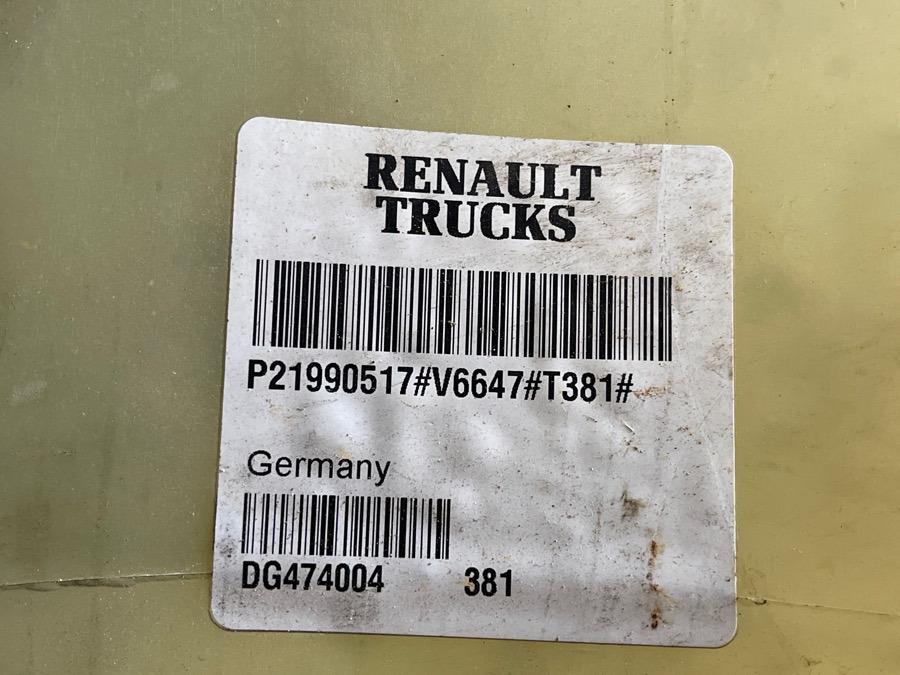 RENAULT
TRUCKS
P21990517#V6647#T381#
Germany
DG474004 381